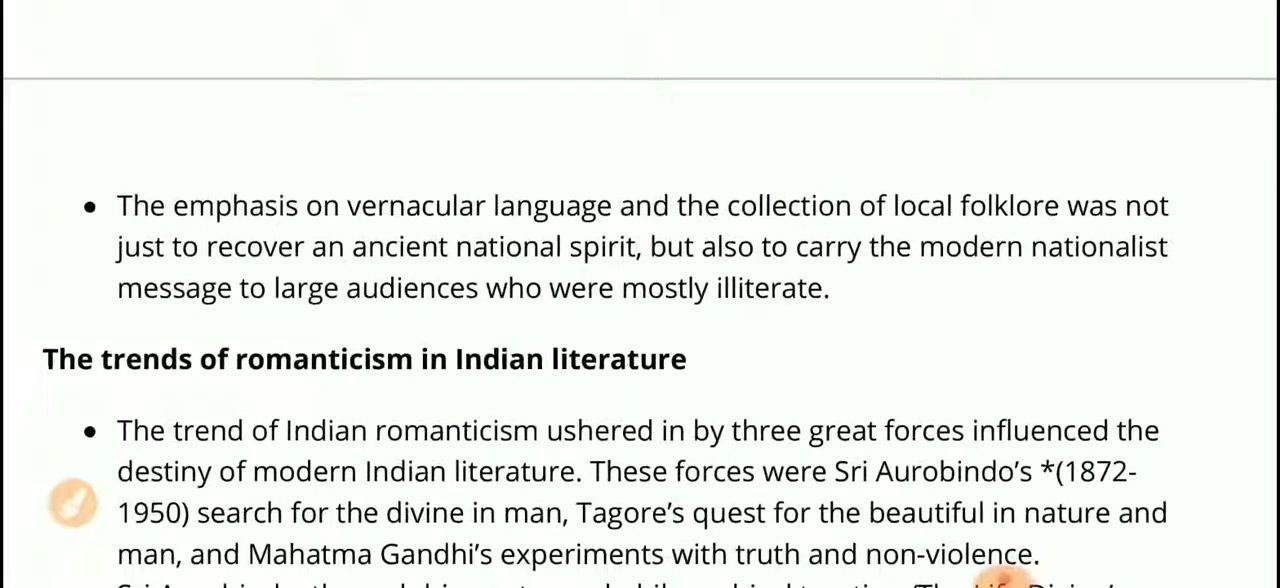 • The emphasis on vernacular language and the collection of local folklore was not
just to recover an ancient national spirit, but also to carry the modern nationalist
message to large audiences who were mostly illiterate.
The trends of romanticism in Indian literature
• The trend of Indian romanticism ushered in by three great forces influenced the
destiny of modern Indian literature. These forces were Sri Aurobindo’s *(1872-
1950) search for the divine in man, Tagore’s quest for the beautiful in nature and
man, and Mahatma Gandhi’s experiments with truth and non-violence.